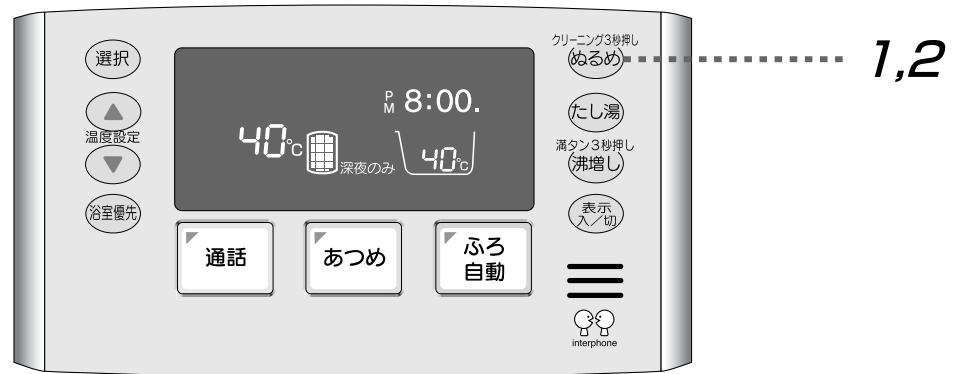 選択
温度設定
浴室優先
PM 8:00.
40℃
深夜のみ
40℃
クリーニング3秒押し
ぬるめ
たし湯
満タン3秒押し
沸増し
表示
入／切
1,2
通話
あつめ
ふろ
自動
interphone